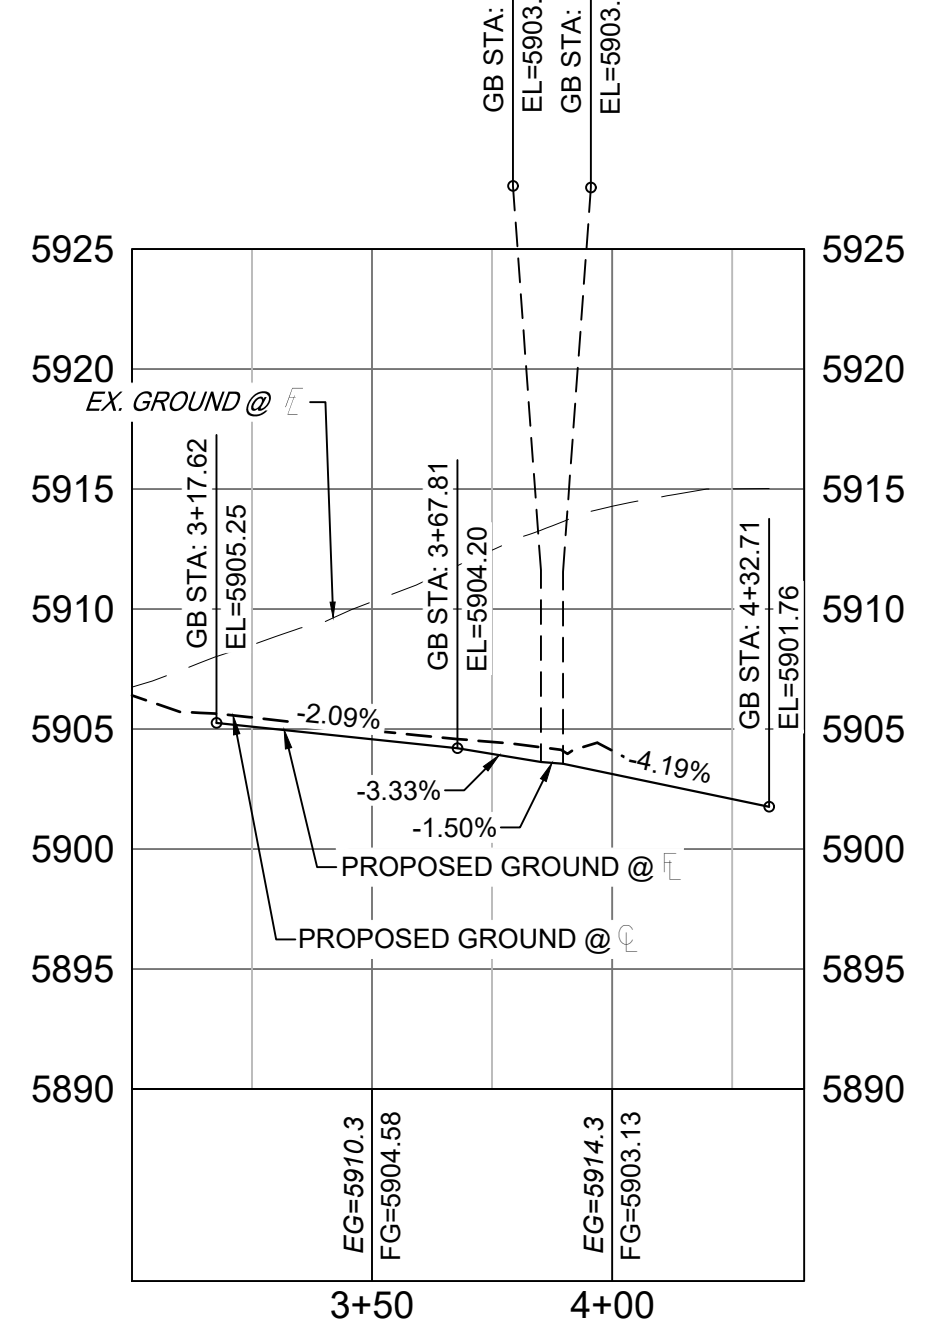 GB STA:
EL=5903.
GB STA:
EL=5903.
5925
5925
5920
5920
EX. GROUND @ FL
5915
5915
GB STA: 3+17.62
EL=5905.25
GB STA: 3+67.81
EL=5904.20
GB STA: 4+32.71
EL=5901.76
5910
5910
5905
5905
-2.09%
-4.19%
-3.33%
-1.50%
5900
5900
PROPOSED GROUND @ FL
PROPOSED GROUND @ CL
5895
5895
5890
5890
EG=5910.3
FG=5904.58
EG=5914.3
FG=5903.13
3+50
4+00